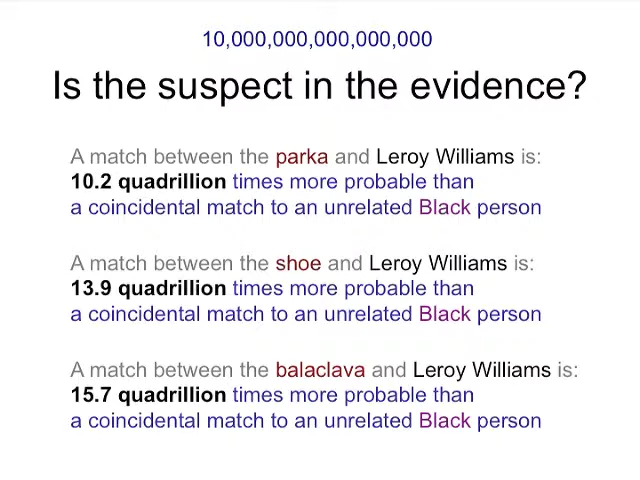 10,000,000,000,000,000
Is the suspect in the evidence?
A match between the parka and Leroy Williams is:
10.2 quadrillion times more probable than
a coincidental match to an unrelated Black person
A match between the shoe and Leroy Williams is:
13.9 quadrillion times more probable than
a coincidental match to an unrelated Black person
A match between the balaclava and Leroy Williams is:
15.7 quadrillion times more probable than
a coincidental match to an unrelated Black person